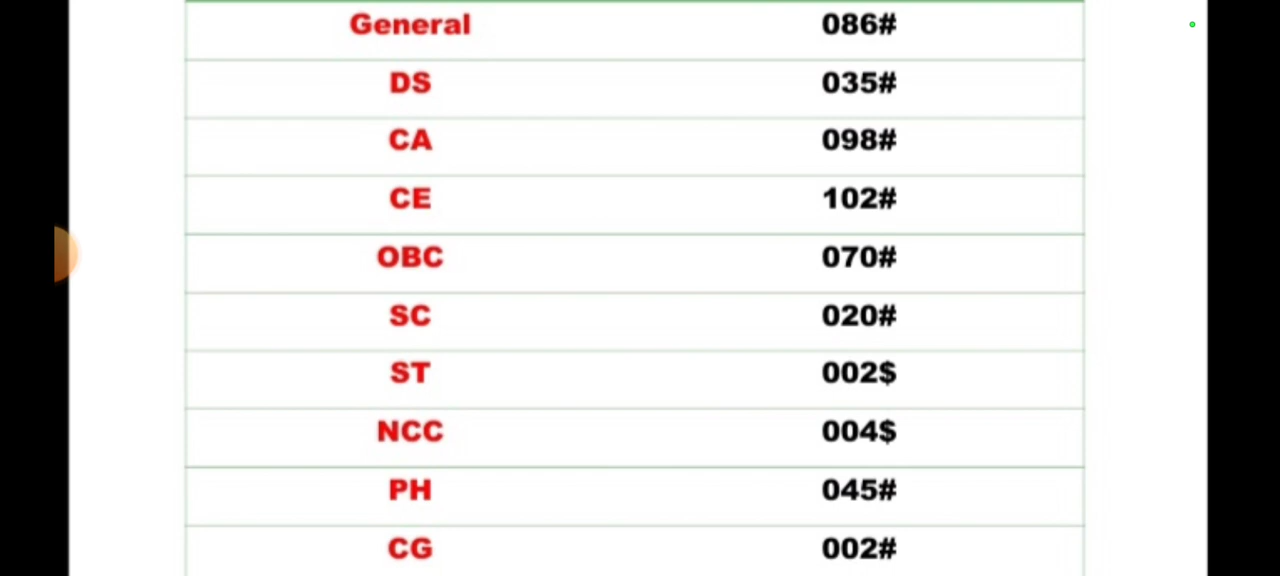 General 086#
DS 035#
CA 098#
CE 102#
OBC 070#
SC 020#
ST 002$
NCC 004$
PH 045#
CG 002#